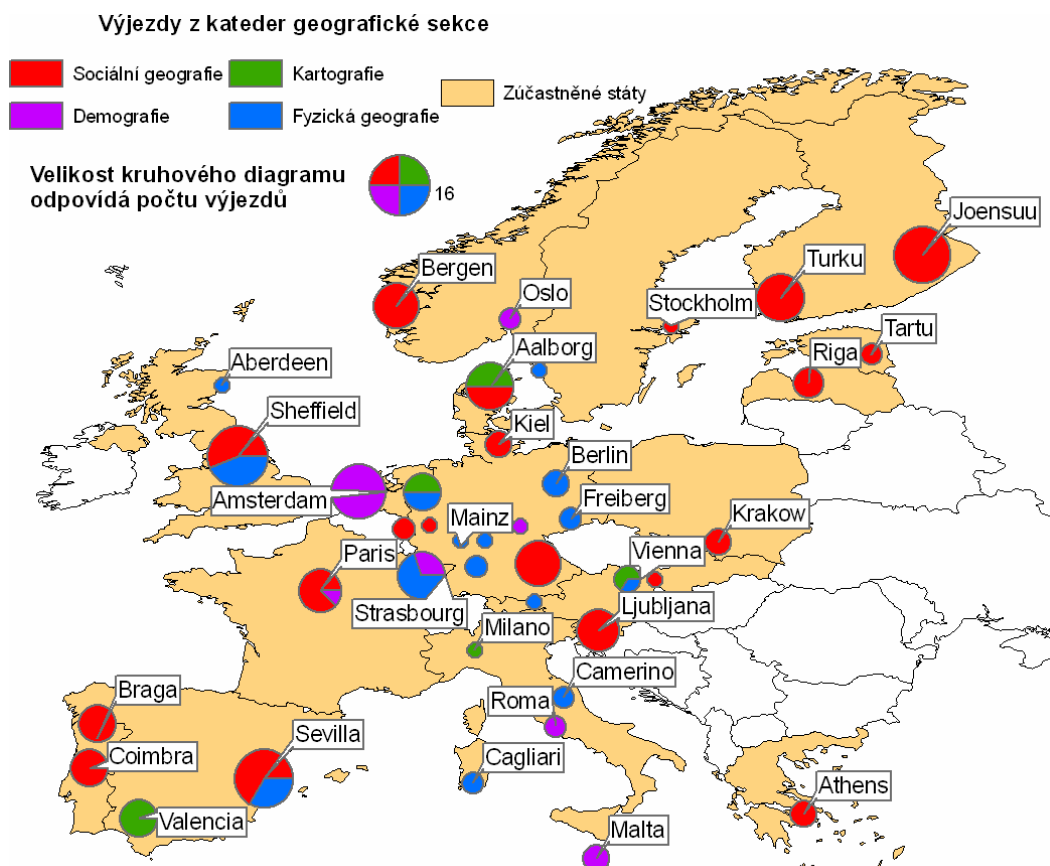 Výjezdy z kateder geografické sekce
Sociální geografie
Kartografie
Zúčastněné státy
Demografie
Fyzická geografie
Velikost kruhového diagramu
odpovídá počtu výjezdů
16
Joensuu
Turku
Bergen
Oslo
Stockholm
Tartu
Aalborg
Riga
Aberdeen
Sheffield
Kiel
Berlin
Amsterdam
Freiberg
Mainz
Krakow
Paris
Vienna
Strasbourg
Ljubljana
Milano
Camerino
Braga
Roma
Sevilla
Coimbra
Cagliari
Athens
Valencia
Malta